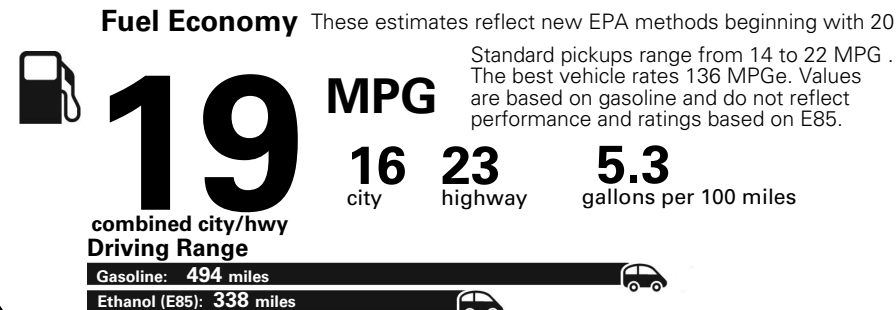 Fuel Economy These estimates reflect new EPA methods beginning with 20
Standard pickups range from 14 to 22 MPG .
The best vehicle rates 136 MPGe. Values
are based on gasoline and do not reflect
performance and ratings based on E85.
19 MPG
16 23 5.3
city highway gallons per 100 miles
combined city/hwy
Driving Range
Gasoline: 494 miles
Ethanol (E85): 338 miles